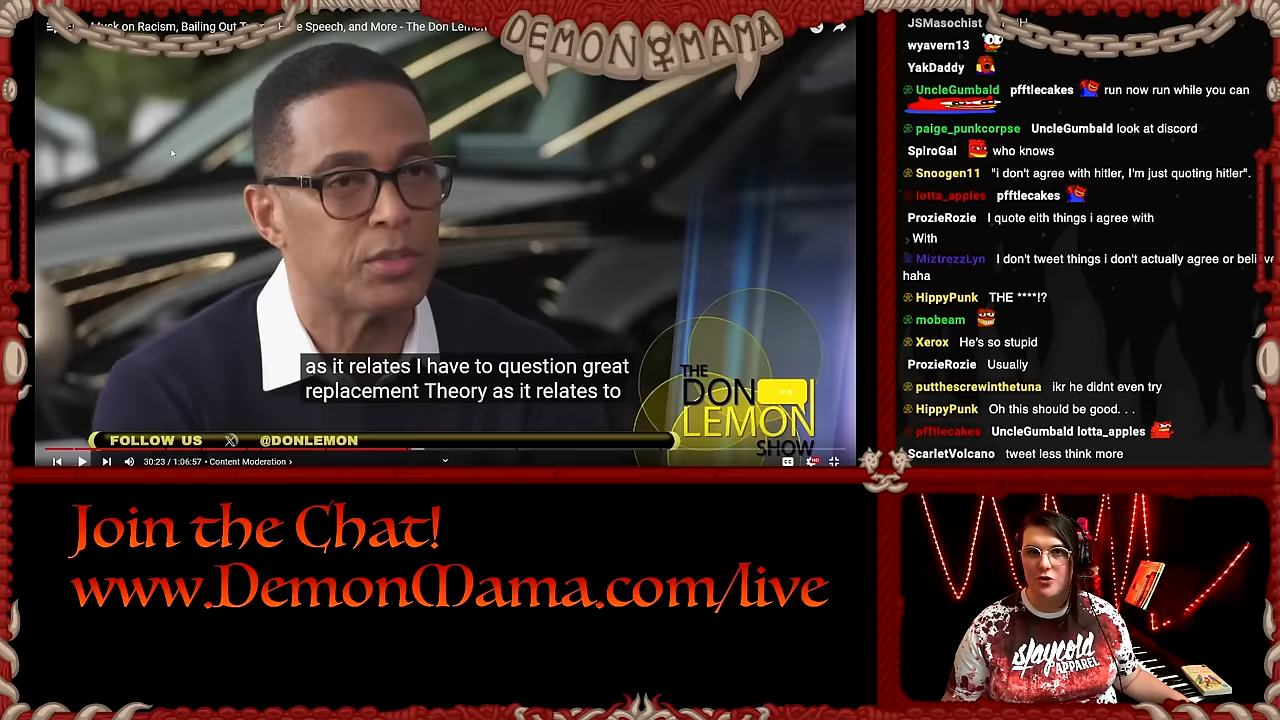 Musk on Racism, Bailing Out
Speech, and More - The Don Lemon
DEMON MAMA
as it relates I have to question great
replacement Theory as it relates to
THE
DON
LEMON
SHOW
FOLLOW US X @DONLEMON
30:23 / 1:06:57 • Content Moderation ›
JSMasochist
wyavern13
YakDaddy
UncleGumbald pfftlecakes run now run while you can
paige_punkcorpse UncleGumbald look at discord
SpiroGal who knows
Snoogen11 "i don't agree with hitler, I'm just quoting hitler".
lotta_apples pfftlecakes
ProzieRozie I quote eith things i agree with
With
MiztrezzLyn I don't tweet things i don't actually agree or believe
haha
HippyPunk THE ****!?
mobeam
Xerox He's so stupid
ProzieRozie Usually
putthescrewinthetuna ikr he didnt even try
HippyPunk Oh this should be good. . .
pfftlecakes UncleGumbald lotta_apples
ScarletVolcano tweet less think more
Join the Chat!
www.DemonMama.com/live
staycold
APPAREL